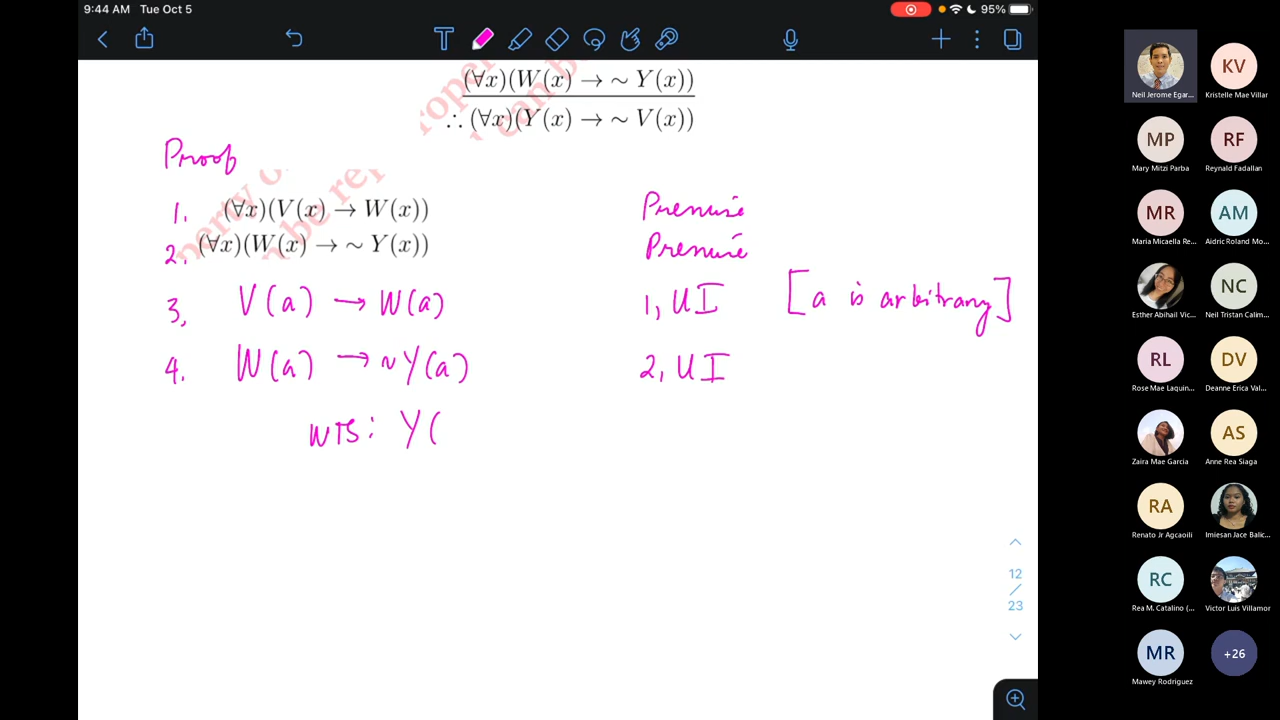 9:44 AM Tue Oct 5
95%
(∀x)(W(x) → ∼ Y(x))
∴ (∀x)(Y(x) → ∼ V(x))
Proof
1. (∀x)(V(x) → W(x)) Premise
2. (∀x)(W(x) → ∼ Y(x)) Premise
3. V(a) → W(a) 1, UI [a is arbitrary]
4. W(a) → ~Y(a) 2, UI
WTS: Y(
12
/
23
Neil Jerome Egar...
KV
Kristelle Mae Villar
MP
Mary Mitzi Parba
RF
Reynald Fadallan
MR
Maria Micaella Re...
AM
Aidric Roland Mo...
Esther Abihail Vic...
NC
Neil Tristan Calim...
RL
Rose Mae Laquin...
DV
Deanne Erica Val...
Zaira Mae Garcia
AS
Anne Rea Siaga
RA
Renato Jr Agcaoili
Imiesan Jace Balic...
RC
Rea M. Catalino (...
Victor Luis Villamor
MR
Mawey Rodriguez
+26